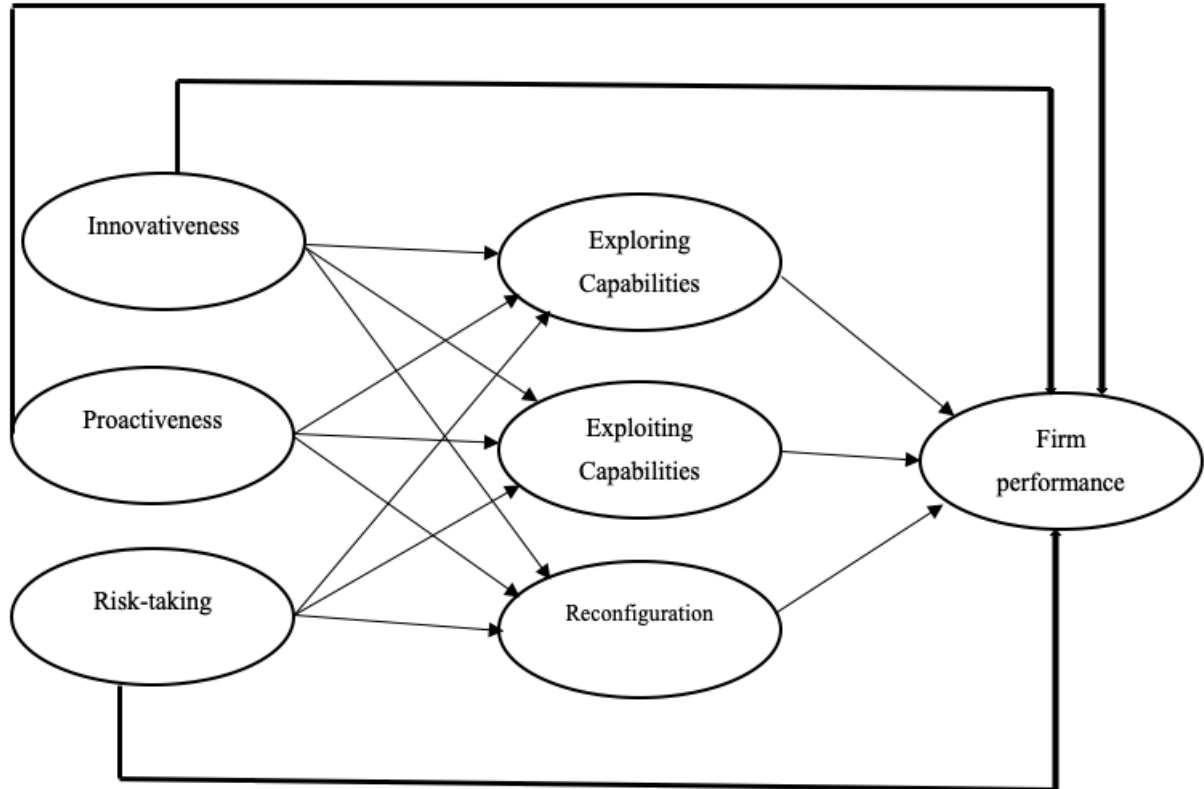 Innovativeness
Exploring
Capabilities
Proactiveness
Exploiting
Capabilities
Firm
performance
Risk-taking
Reconfiguration